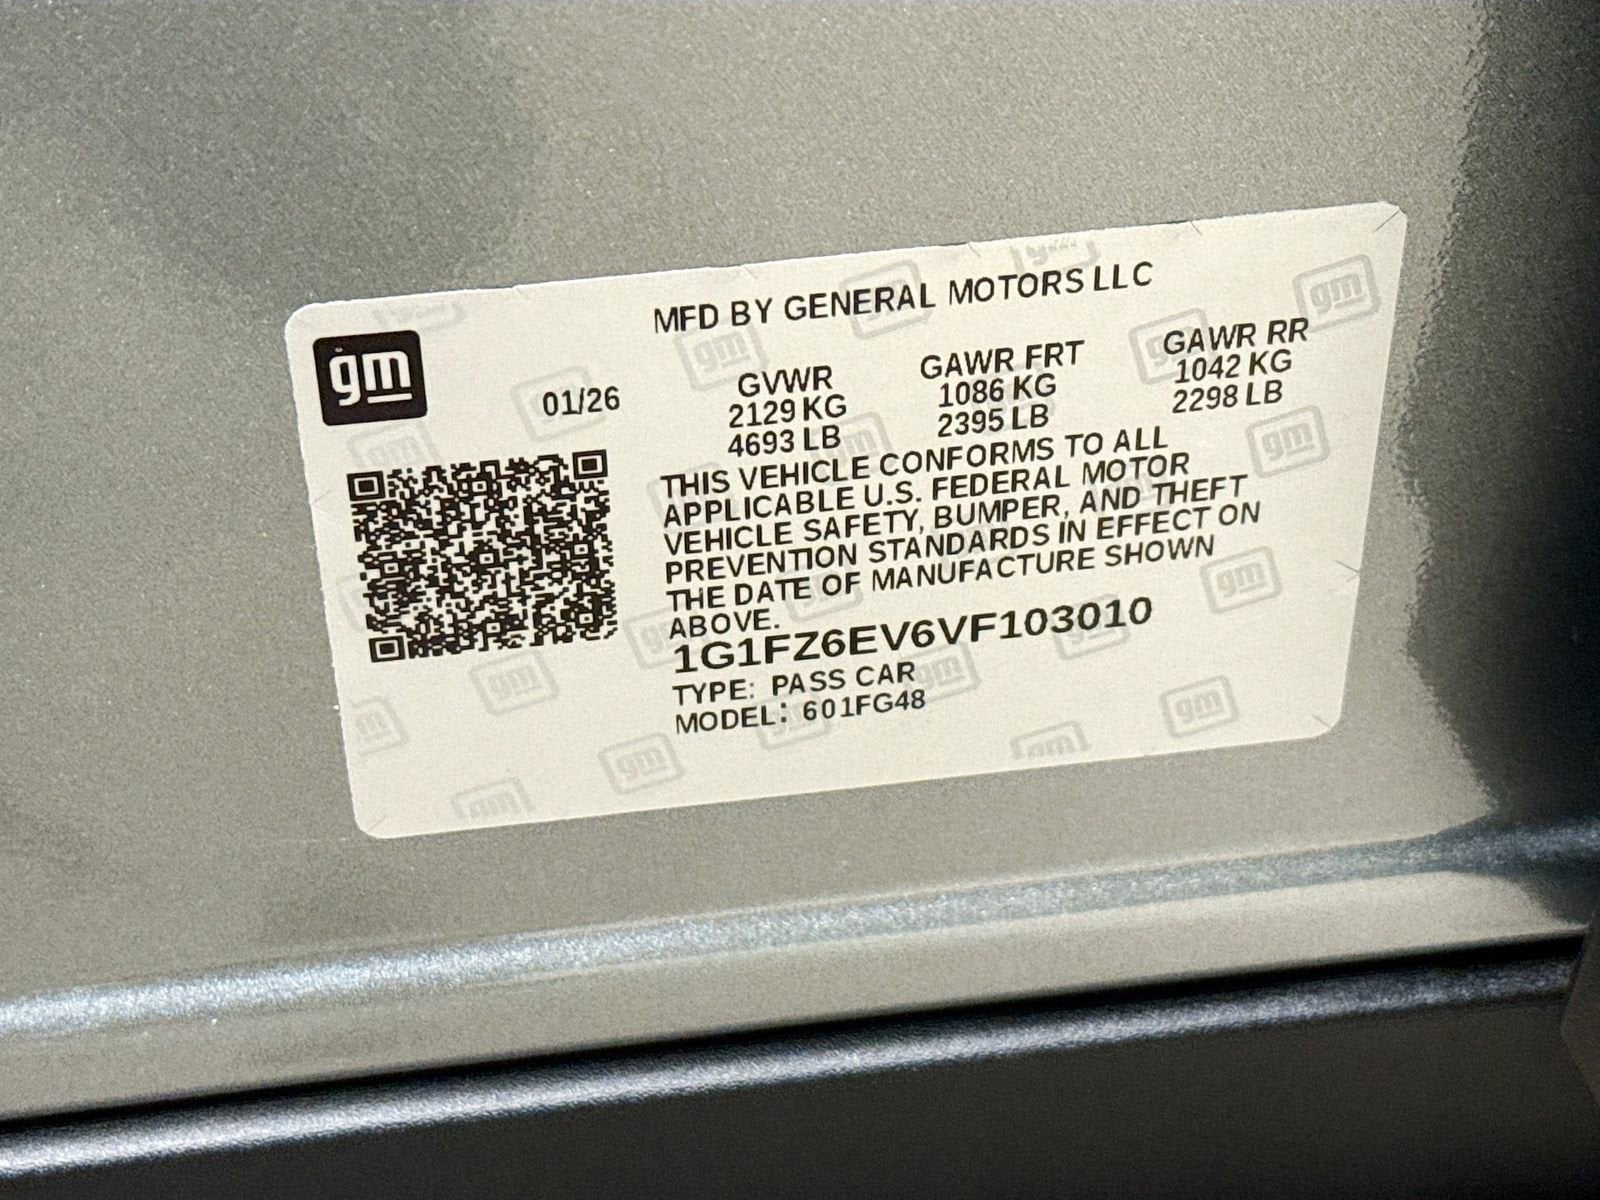 MFD BY GENERAL MOTORS LLC
gm
01/26
GVWR
2129 KG
4693 LB
GAWR FRT
1086 KG
2395 LB
GAWR RR
1042 KG
2298 LB
THIS VEHICLE CONFORMS TO ALL
APPLICABLE U.S. FEDERAL MOTOR
VEHICLE SAFETY, BUMPER, AND THEFT
PREVENTION STANDARDS IN EFFECT ON
THE DATE OF MANUFACTURE SHOWN
ABOVE.
1G1FZ6EV6VF103010
TYPE: PASS CAR
MODEL: 601FG48